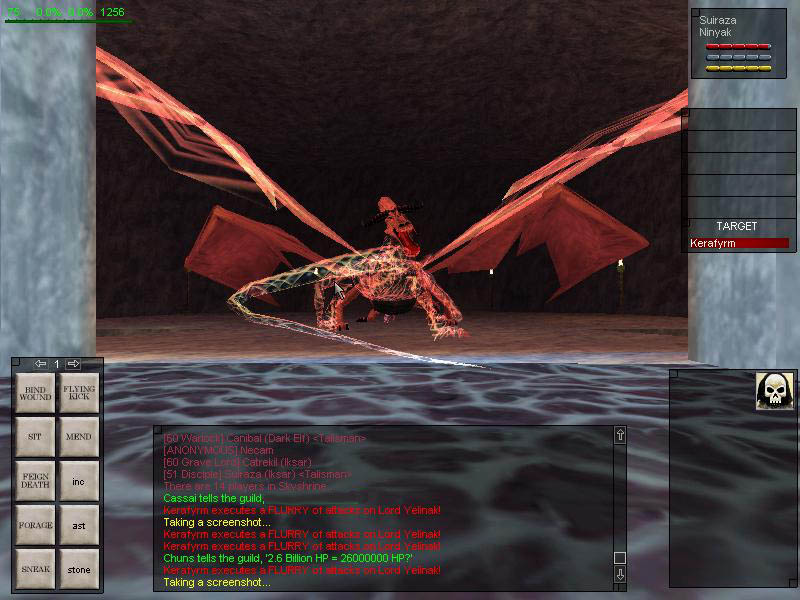 75 0.0% 0.0% 1256
Suiraza
Ninyak
TARGET
Kerafyrm
1
BIND WOUND
FLYING KICK
SIT
MEND
FEIGN DEATH
inc
FORAGE
ast
SNEAK
stone
[60 Warlock] Canibal (Dark Elf) <Talisman>
[ANONYMOUS] Necam
[60 Grave Lord] Catrekil (Iksar)
[51 Disciple] Suiraza (Iksar) <Talisman>
There are 14 players in Skyshrine...
Cassai tells the guild,
Kerafyrm executes a FLURRY of attacks on Lord Yelinak!
Taking a screenshot...
Kerafyrm executes a FLURRY of attacks on Lord Yelinak!
Kerafyrm executes a FLURRY of attacks on Lord Yelinak!
Chuns tells the guild, '2.6 Billion HP = 26000000 HP?'
Kerafyrm executes a FLURRY of attacks on Lord Yelinak!
Taking a screenshot...